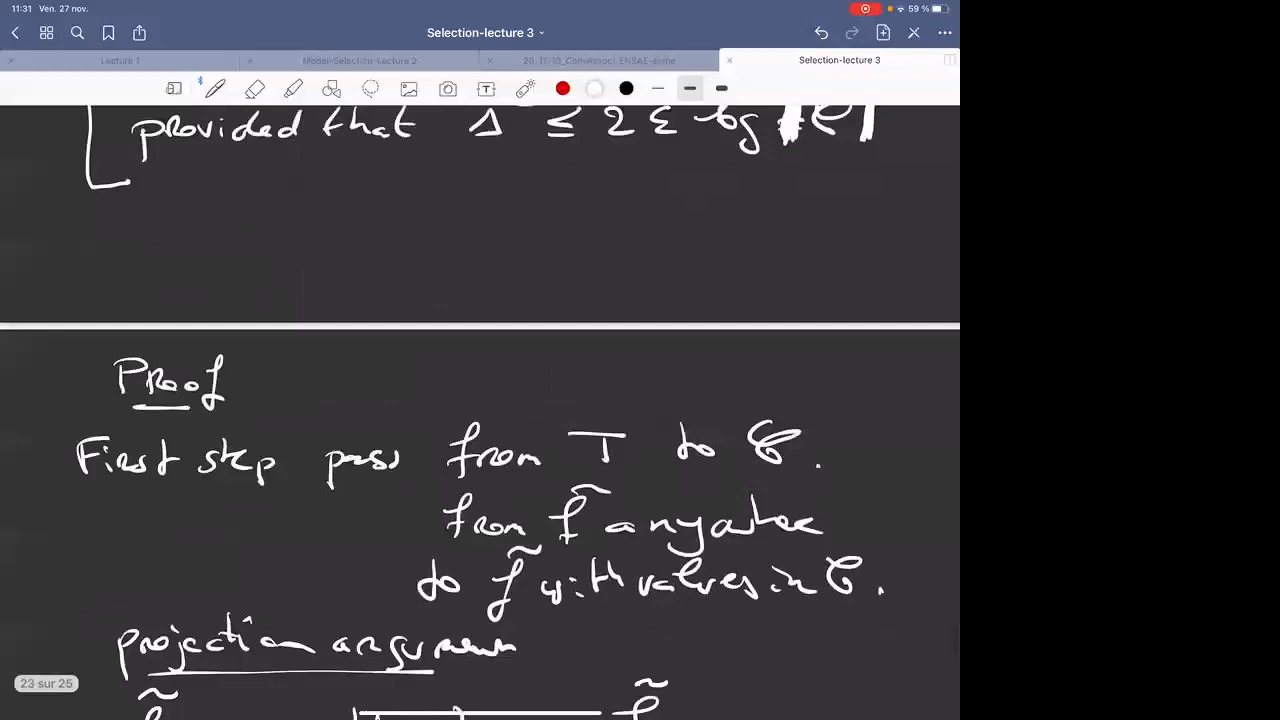 11:31 Ven. 27 nov.
59 %
Selection-lecture 3
Lecture 1
Model-Selection-Lecture 2
Selection-lecture 3
provided that Δ ≤ 2 ε log |C|
Proof
First step pass from T to C.
from f̃ anywhere
to f̃ with values in C.
projection argument
23 sur 25